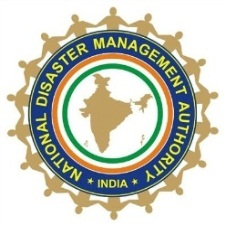 NATIONAL DISASTER MANAGEMENT AUTHORITY
INDIA